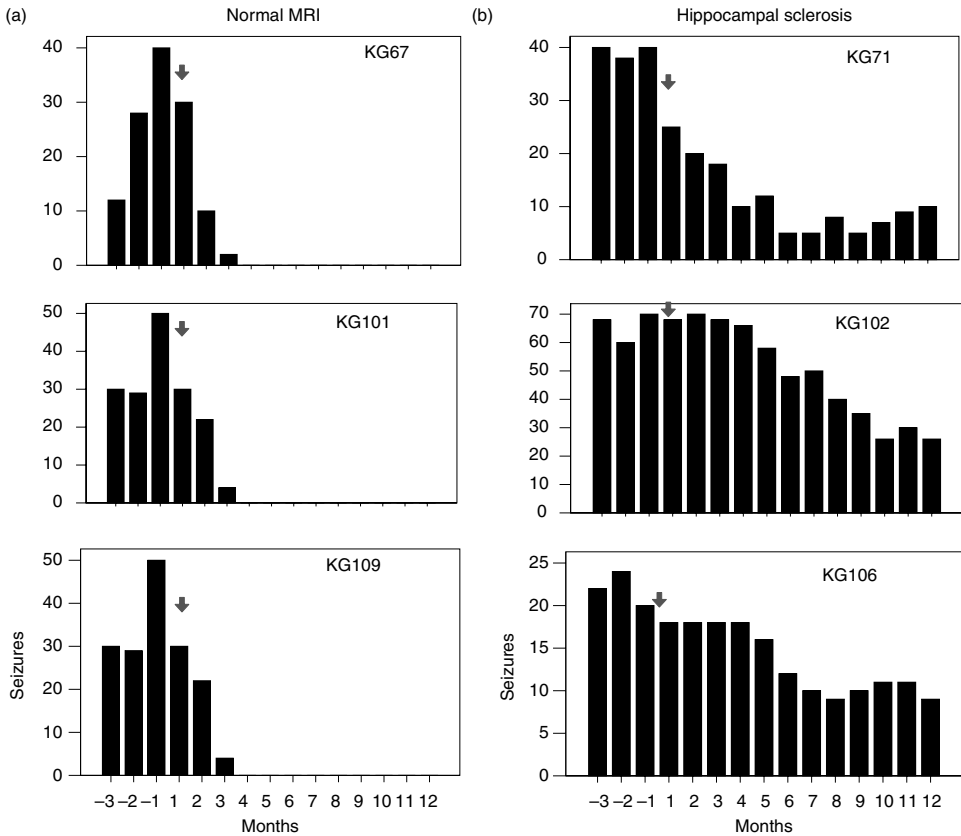 (a) Normal MRI
KG67
40
30
20
10
0
KG101
50
40
30
20
10
0
KG109
50
40
30
20
10
0
Seizures
–3 –2 –1 1 2 3 4 5 6 7 8 9 10 11 12
Months
(b) Hippocampal sclerosis
KG71
40
30
20
10
0
KG102
70
60
50
40
30
20
10
0
KG106
25
20
15
10
5
0
Seizures
–3 –2 –1 1 2 3 4 5 6 7 8 9 10 11 12
Months